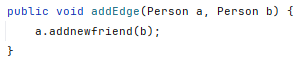 public void addEdge(Person a, Person b) {
    a.addnewfriend(b);
}